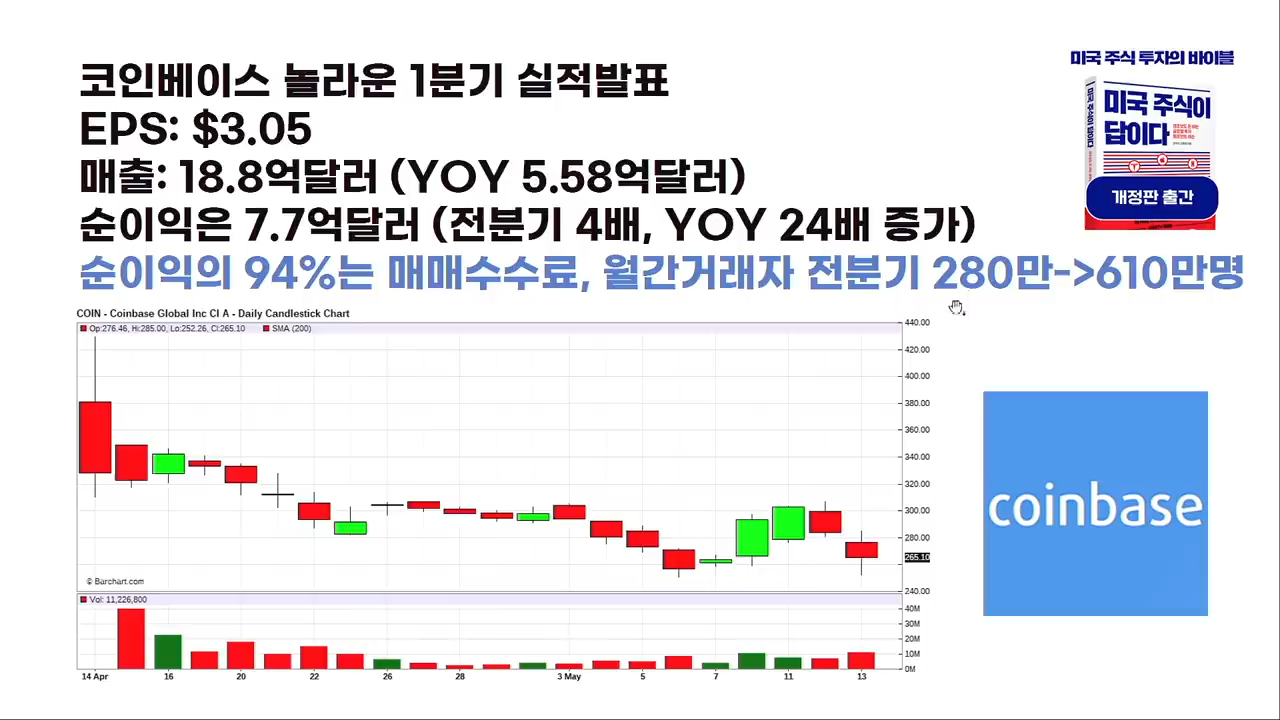 코인베이스 놀라운 1분기 실적발표
EPS: $3.05
매출: 18.8억달러 (YOY 5.58억달러)
순이익은 7.7억달러 (전분기 4배, YOY 24배 증가)
순이익의 94%는 매매수수료, 월간거래자 전분기 280만->610만명
미국 주식 투자의 바이블
미국 주식이
답이다
미국 주식이 답이다
개정판 출간
COIN - Coinbase Global Inc Cl A - Daily Candlestick Chart
Op:276.46, Hi:285.00, Lo:252.26, Cl:265.10 SMA (200)
440.00
420.00
400.00
380.00
360.00
340.00
320.00
300.00
280.00
265.10
240.00
© Barchart.com
Vol: 11,226,800
40M
30M
20M
10M
0M
14 Apr 16 20 22 26 28 3 May 5 7 11 13
coinbase